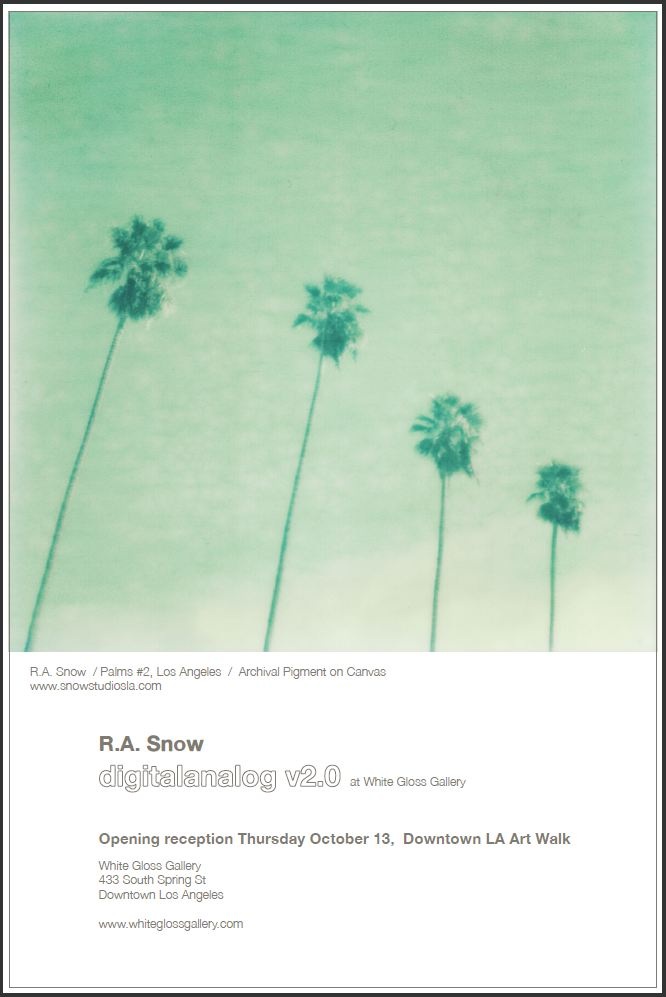 R.A. Snow / Palms #2, Los Angeles / Archival Pigment on Canvas
www.snowstudiosla.com
R.A. Snow
digitalanalog v2.0 at White Gloss Gallery
Opening reception Thursday October 13, Downtown LA Art Walk
White Gloss Gallery
433 South Spring St
Downtown Los Angeles
www.whiteglossgallery.com